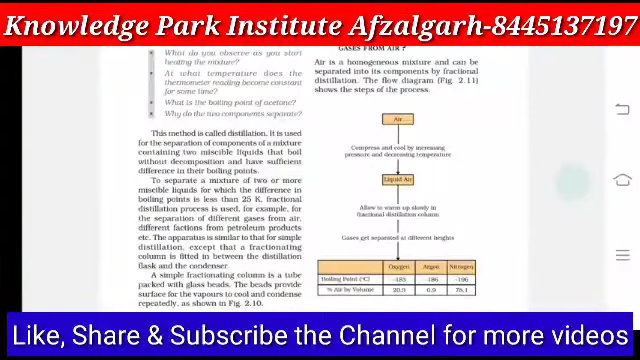 Knowledge Park Institute Afzalgarh-8445137197
What do you observe as you start
heating the mixture?
At what temperature does the
thermometer reading become constant
for some time?
What is the boiling point of acetone?
Why do the two components separate?
This method is called distillation. It is used
for the separation of components of a mixture
containing two miscible liquids that boil
without decomposition and have sufficient
difference in their boiling points.
To separate a mixture of two or more
miscible liquids for which the difference in
boiling points is less than 25 K, fractional
distillation process is used, for example, for
the separation of different gases from air,
different factions from petroleum products
etc. The apparatus is similar to that for simple
distillation, except that a fractionating
column is fitted in between the distillation
flask and the condenser.
A simple fractionating column is a tube
packed with glass beads. The beads provide
surface for the vapours to cool and condense
repeatedly, as shown in Fig. 2.10.
GASES FROM AIR ?
Air is a homogeneous mixture and can be
separated into its components by fractional
distillation. The flow diagram (Fig. 2.11)
shows the steps of the process.
Air
Compress and cool by increasing
pressure and decreasing temperature
Liquid Air
Allow to warm up slowly in
fractional distillation column
Gases get separated at different heights
Oxygen Argon Nitrogen
Boiling Point (°C) -183 -186 -196
% Air by Volume 20.9 0.9 78.1
Like, Share & Subscribe the Channel for more videos